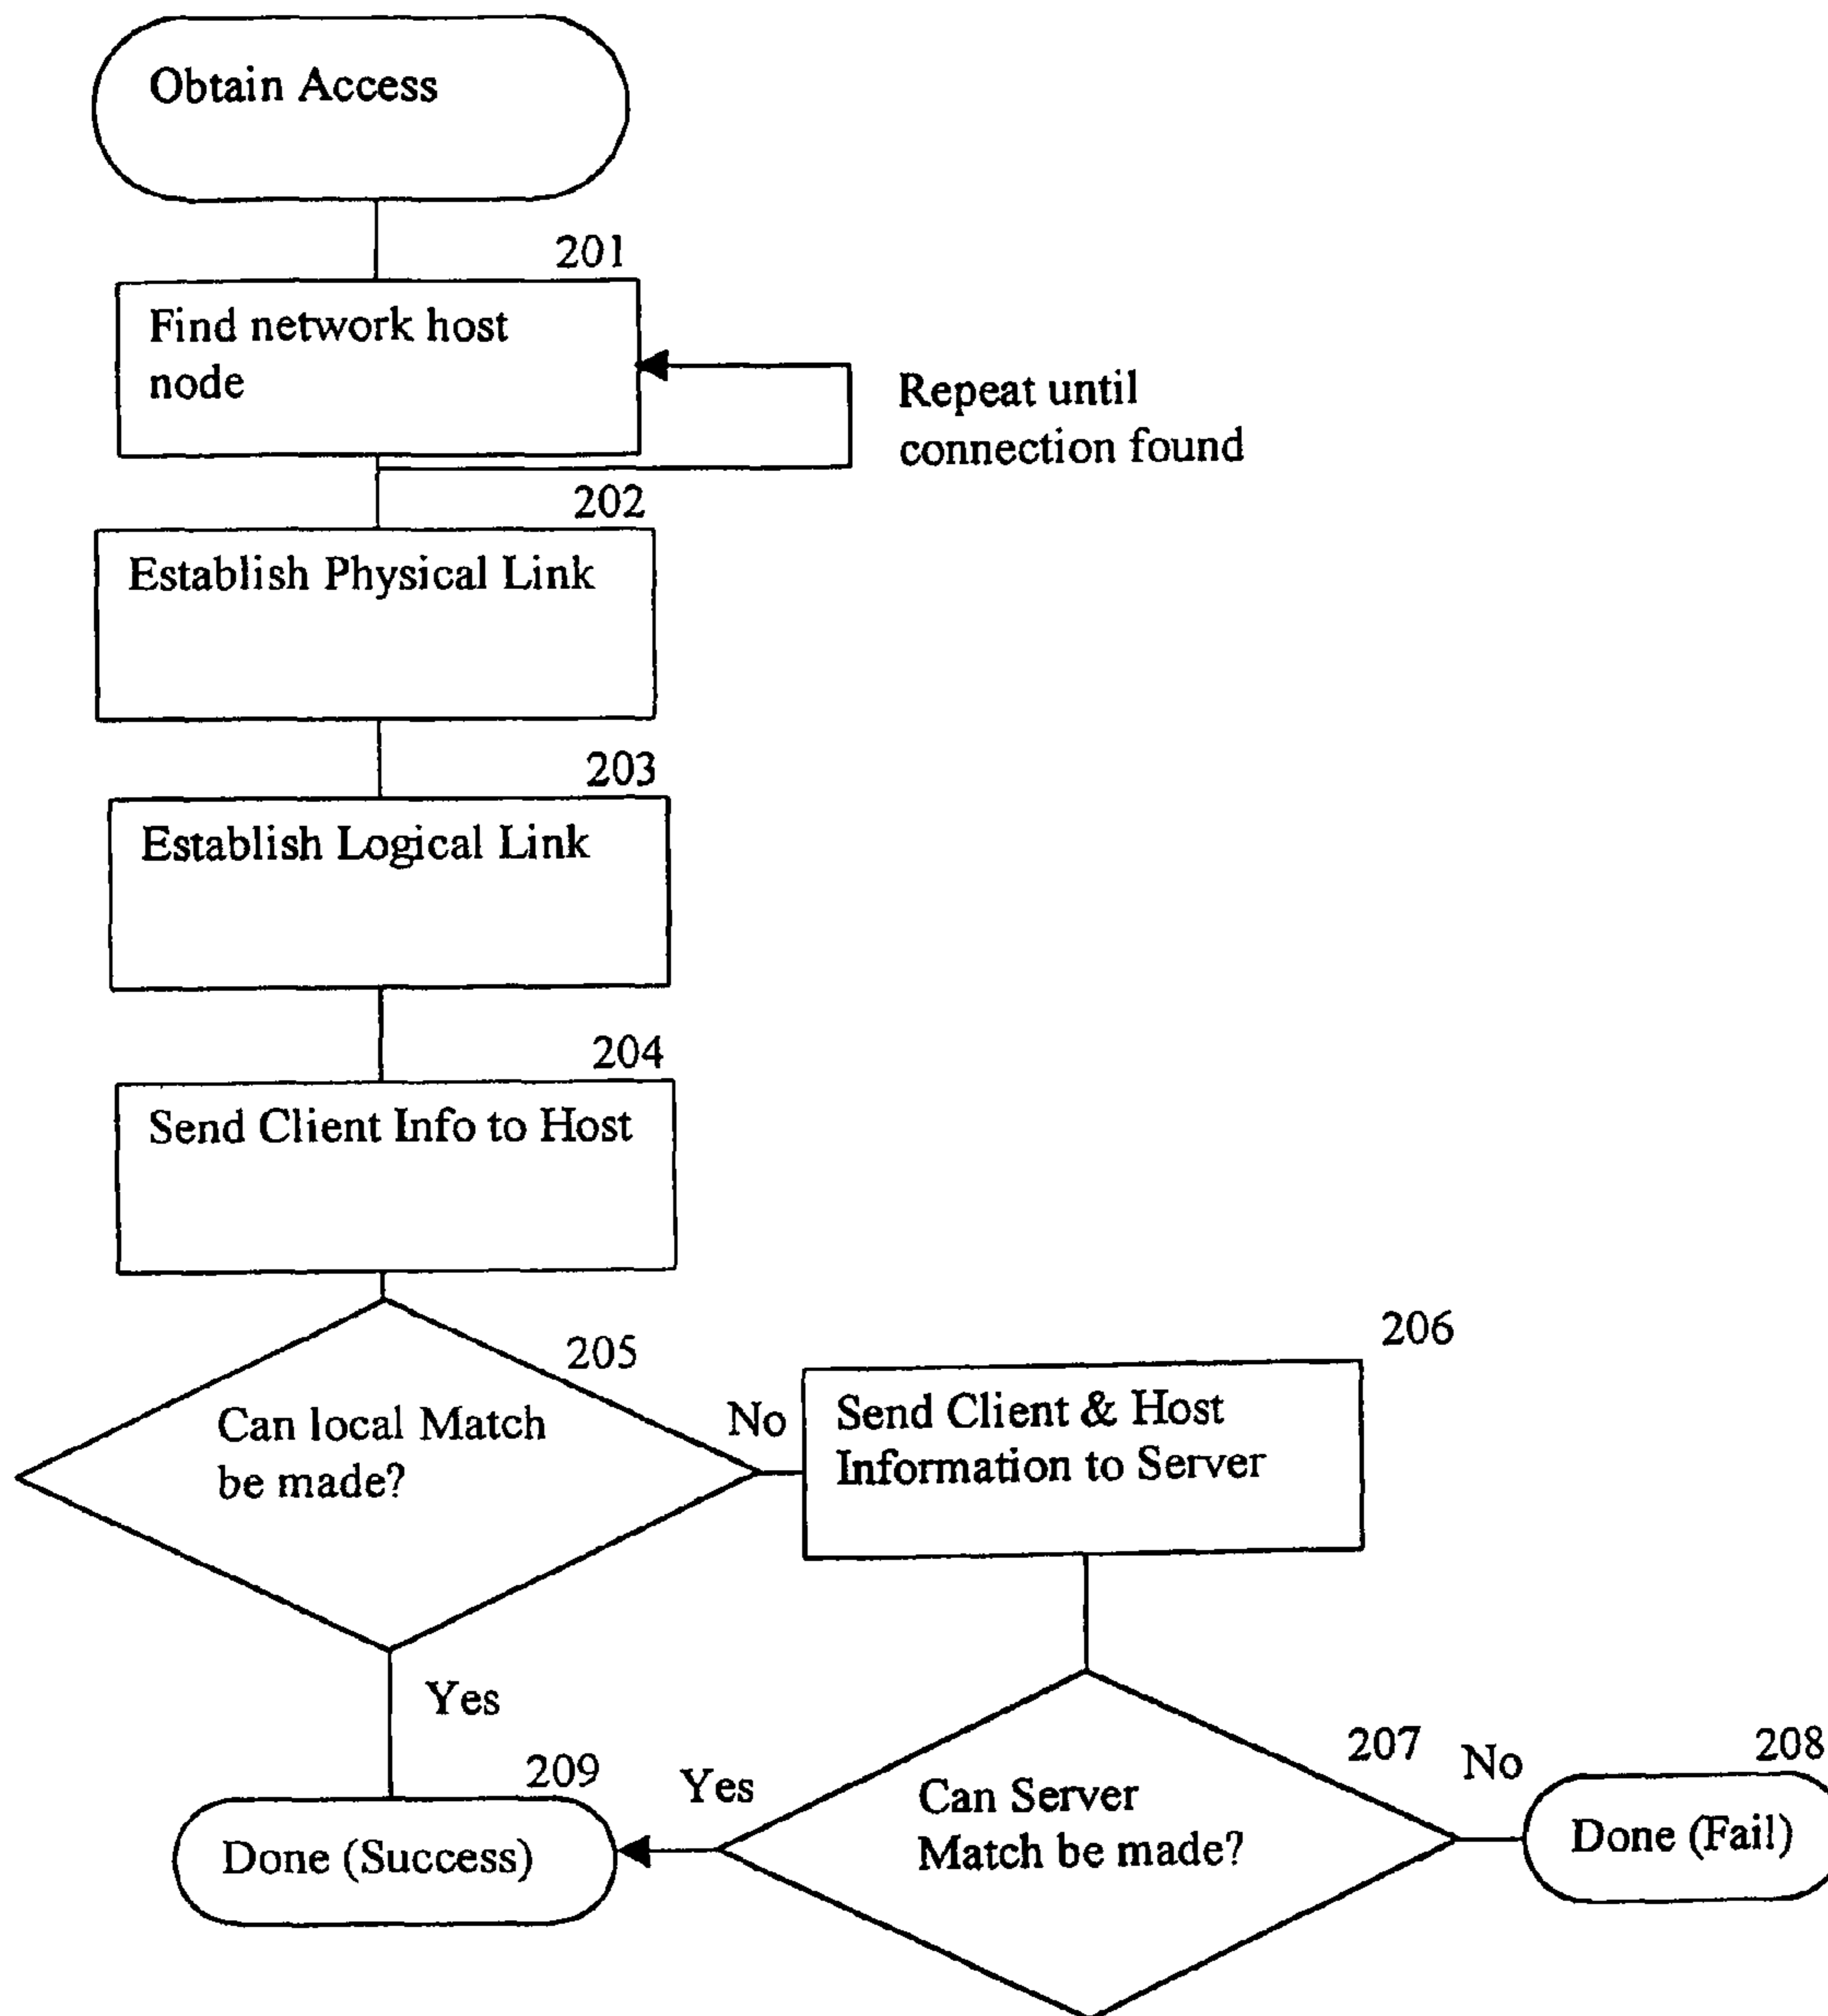 Obtain Access
201
Find network host
node
Repeat until
connection found
202
Establish Physical Link
203
Establish Logical Link
204
Send Client Info to Host
205
Can local Match
be made?
No
206
Send Client & Host
Information to Server
Yes
209
Done (Success)
Yes
207
Can Server
Match be made?
No
208
Done (Fail)